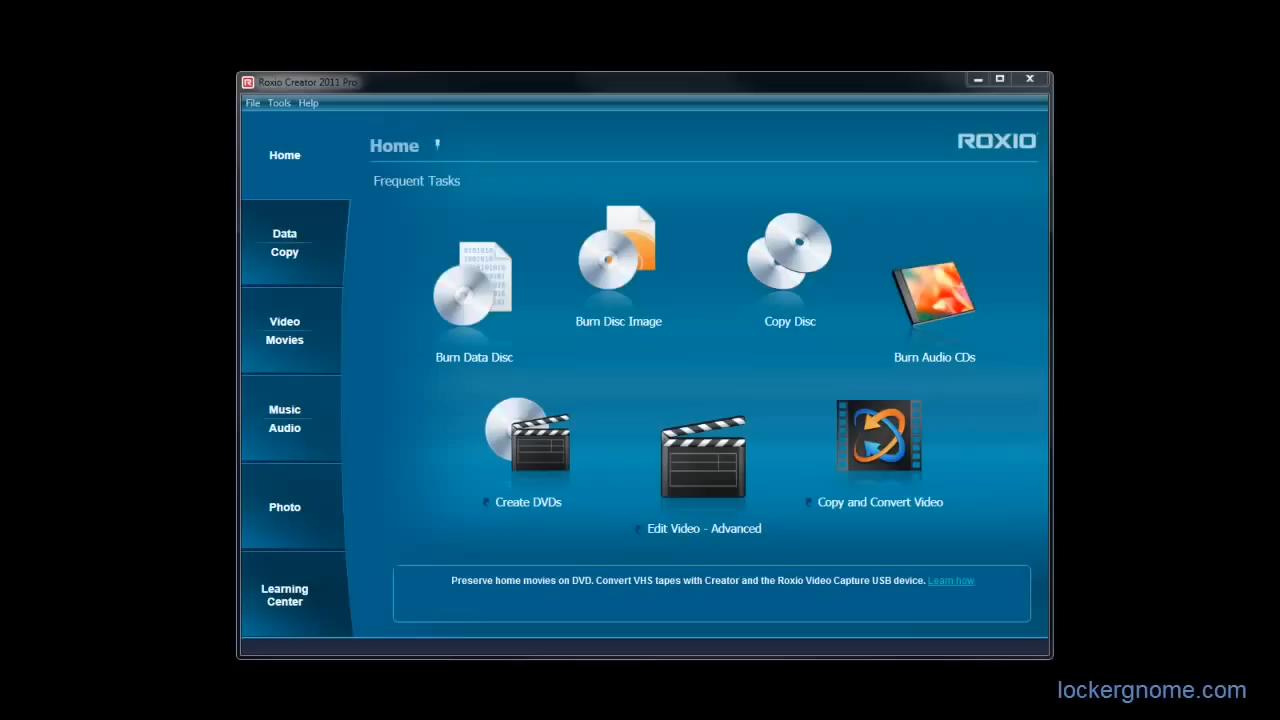 Roxio Creator 2011 Pro
File Tools Help
Home
ROXIO
Frequent Tasks
Home
Data
Copy
Video
Movies
Music
Audio
Photo
Learning
Center
Burn Data Disc
Burn Disc Image
Copy Disc
Burn Audio CDs
Create DVDs
Edit Video - Advanced
Copy and Convert Video
Preserve home movies on DVD. Convert VHS tapes with Creator and the Roxio Video Capture USB device. Learn how
lockergnome.com